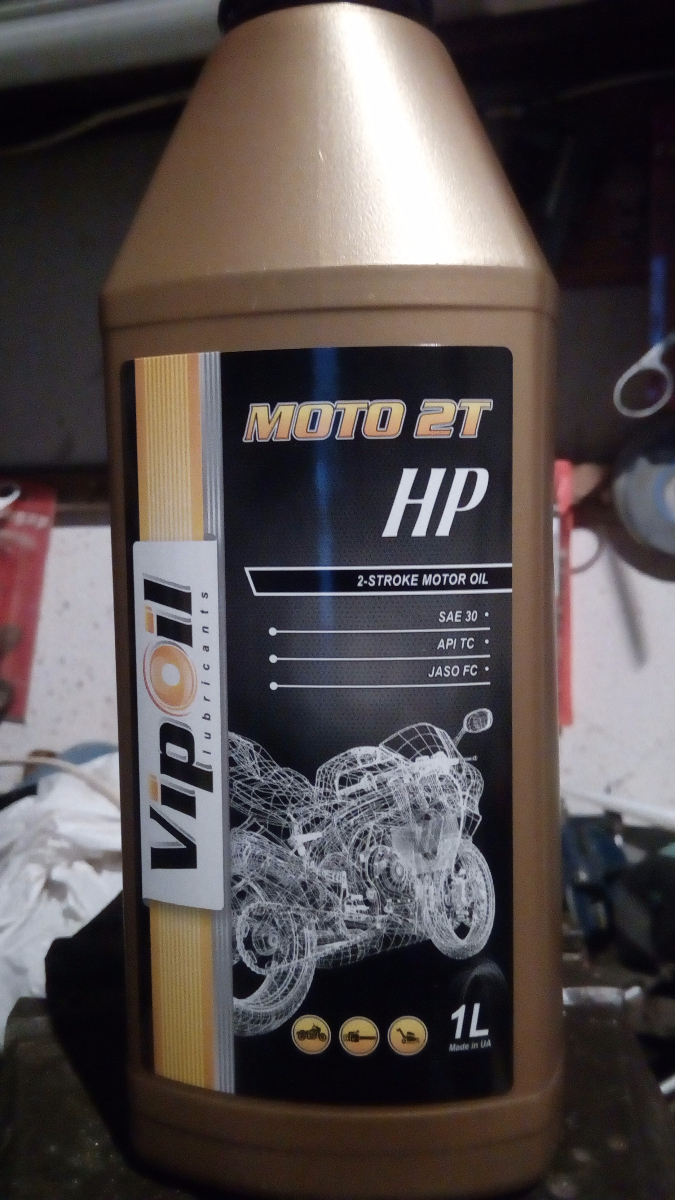 MOTO 2T
HP
2-STROKE MOTOR OIL
SAE 30 •
API TC •
JASO FC •
VipOil
lubricants
1L
Made in UA